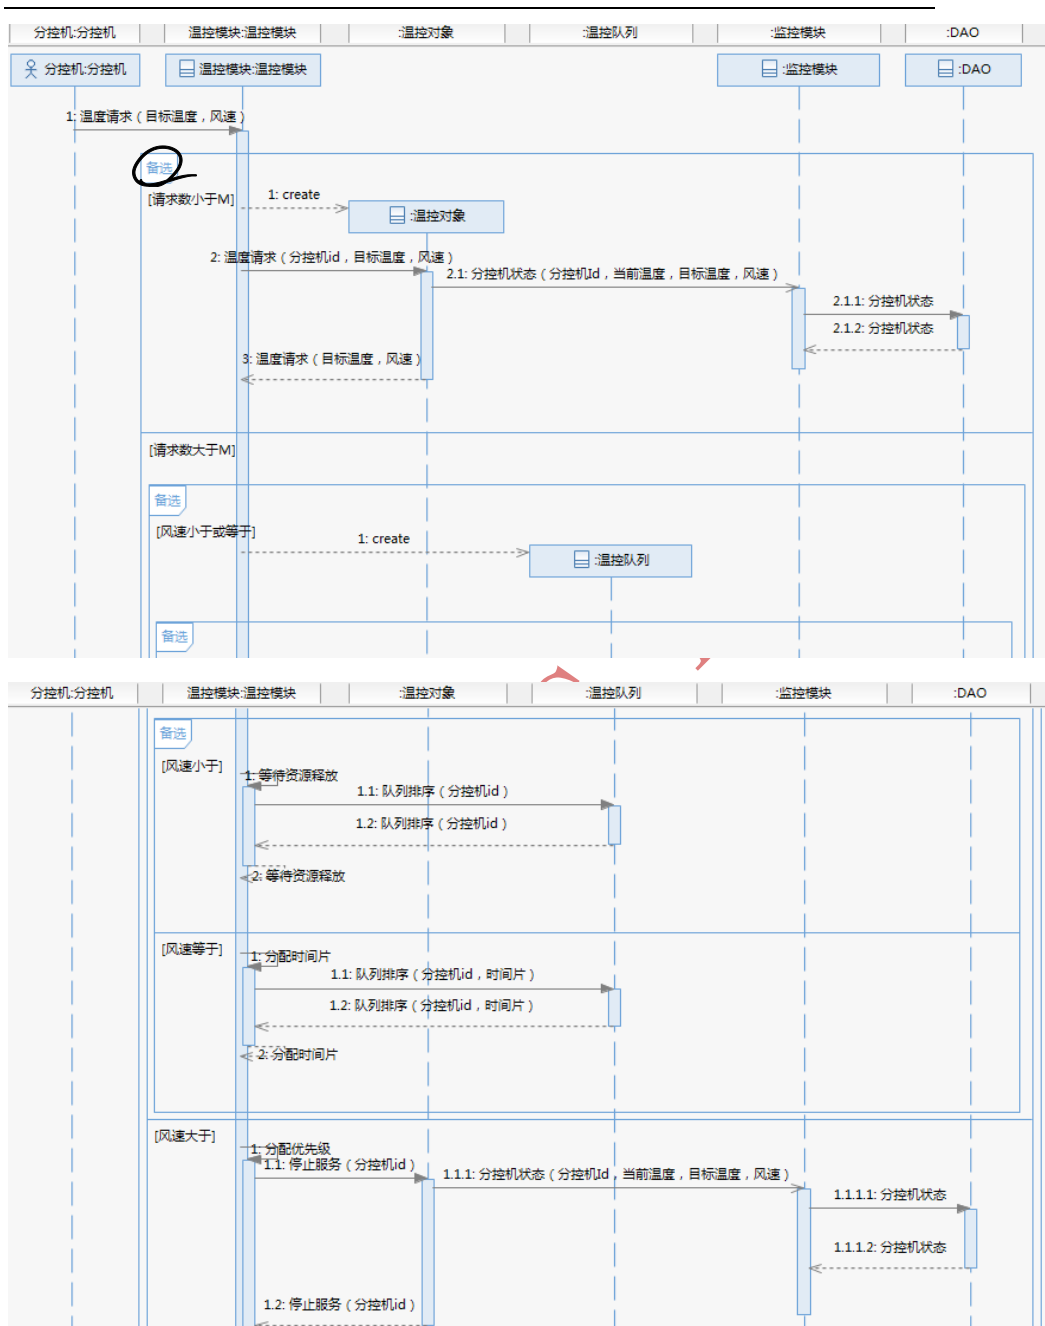 分控机:分控机 温控模块:温控模块 :温控对象 :温控队列 :监控模块 :DAO
分控机:分控机 温控模块:温控模块 :监控模块 :DAO
1: 温度请求（目标温度，风速）
备选
[请求数小于M] 1: create
:温控对象
2: 温度请求（分控机id，目标温度，风速）
2.1: 分控机状态（分控机Id，当前温度，目标温度，风速）
2.1.1: 分控机状态
2.1.2: 分控机状态
3: 温度请求（目标温度，风速）
[请求数大于M]
备选
[风速小于或等于]
1: create
:温控队列
备选
分控机:分控机 温控模块:温控模块 :温控对象 :温控队列 :监控模块 :DAO
备选
[风速小于]
1: 等待资源释放
1.1: 队列排序（分控机id）
1.2: 队列排序（分控机id）
2: 等待资源释放
[风速等于]
1: 分配时间片
1.1: 队列排序（分控机id，时间片）
1.2: 队列排序（分控机id，时间片）
2: 分配时间片
[风速大于]
1: 分配优先级
1.1: 停止服务（分控机id）
1.1.1: 分控机状态（分控机Id，当前温度，目标温度，风速）
1.1.1.1: 分控机状态
1.1.1.2: 分控机状态
1.2: 停止服务（分控机id）